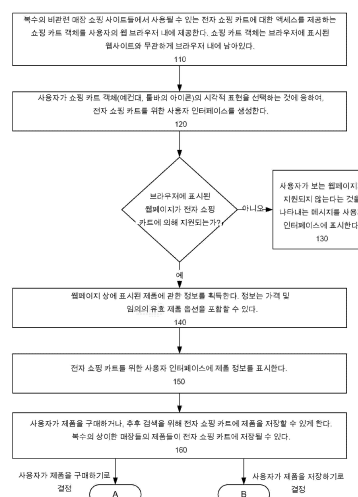 복수의 비관련 매장 쇼핑 사이트들에서 사용될 수 있는 전자 쇼핑 카트에 대한 액세스를 제공하는
쇼핑 카트 객체를 사용자의 웹 브라우저 내에 제공한다. 쇼핑 카트 객체는 브라우저에 표시된
웹사이트와 무관하게 브라우저 내에 남아있다.
110
사용자가 쇼핑 카트 객체(예컨대, 툴바의 아이콘)의 시각적 표현을 선택하는 것에 응하여,
전자 쇼핑 카트를 위한 사용자 인터페이스를 생성한다.
120
브라우저에 표시된
웹페이지가 전자 쇼핑
카트에 의해 지원되는가?
아니오
사용자가 보는 웹페이지
지원되지 않는다는 것을
나타내는 메시지를 사용
인터페이스에 표시한다
130
예
웹페이지 상에 표시된 제품에 관한 정보를 획득한다. 정보는 가격 및
임의의 유효 제품 옵션을 포함할 수 있다.
140
전자 쇼핑 카트를 위한 사용자 인터페이스에 제품 정보를 표시한다.
150
사용자가 제품을 구매하거나, 추후 검색을 위해 전자 쇼핑 카트에 제품을 저장할 수 있게 한다.
복수의 상이한 매장들의 제품들이 전자 쇼핑 카트에 저장될 수 있다.
160
사용자가 제품을 구매하기로
결정
사용자가 제품을 저장하기로
결정
A
B